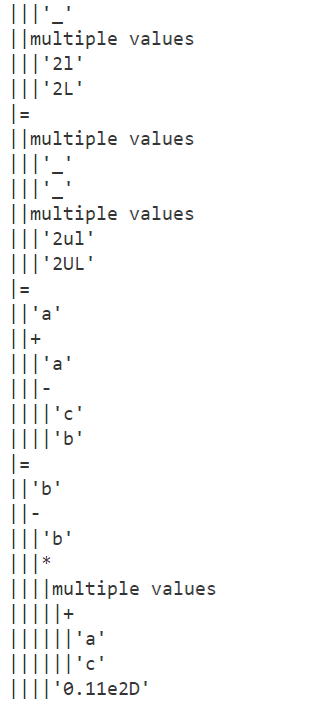 |||'_'
||multiple values
|||'2l'
|||'2L'
|=
||multiple values
|||'_'
|||'_'
||multiple values
|||'2ul'
|||'2UL'
|=
||'a'
||+
|||'a'
|||-
||||'c'
||||'b'
|=
||'b'
||-
|||'b'
|||*
||||multiple values
|||||+
||||||'a'
||||||'c'
||||'0.11e2D'